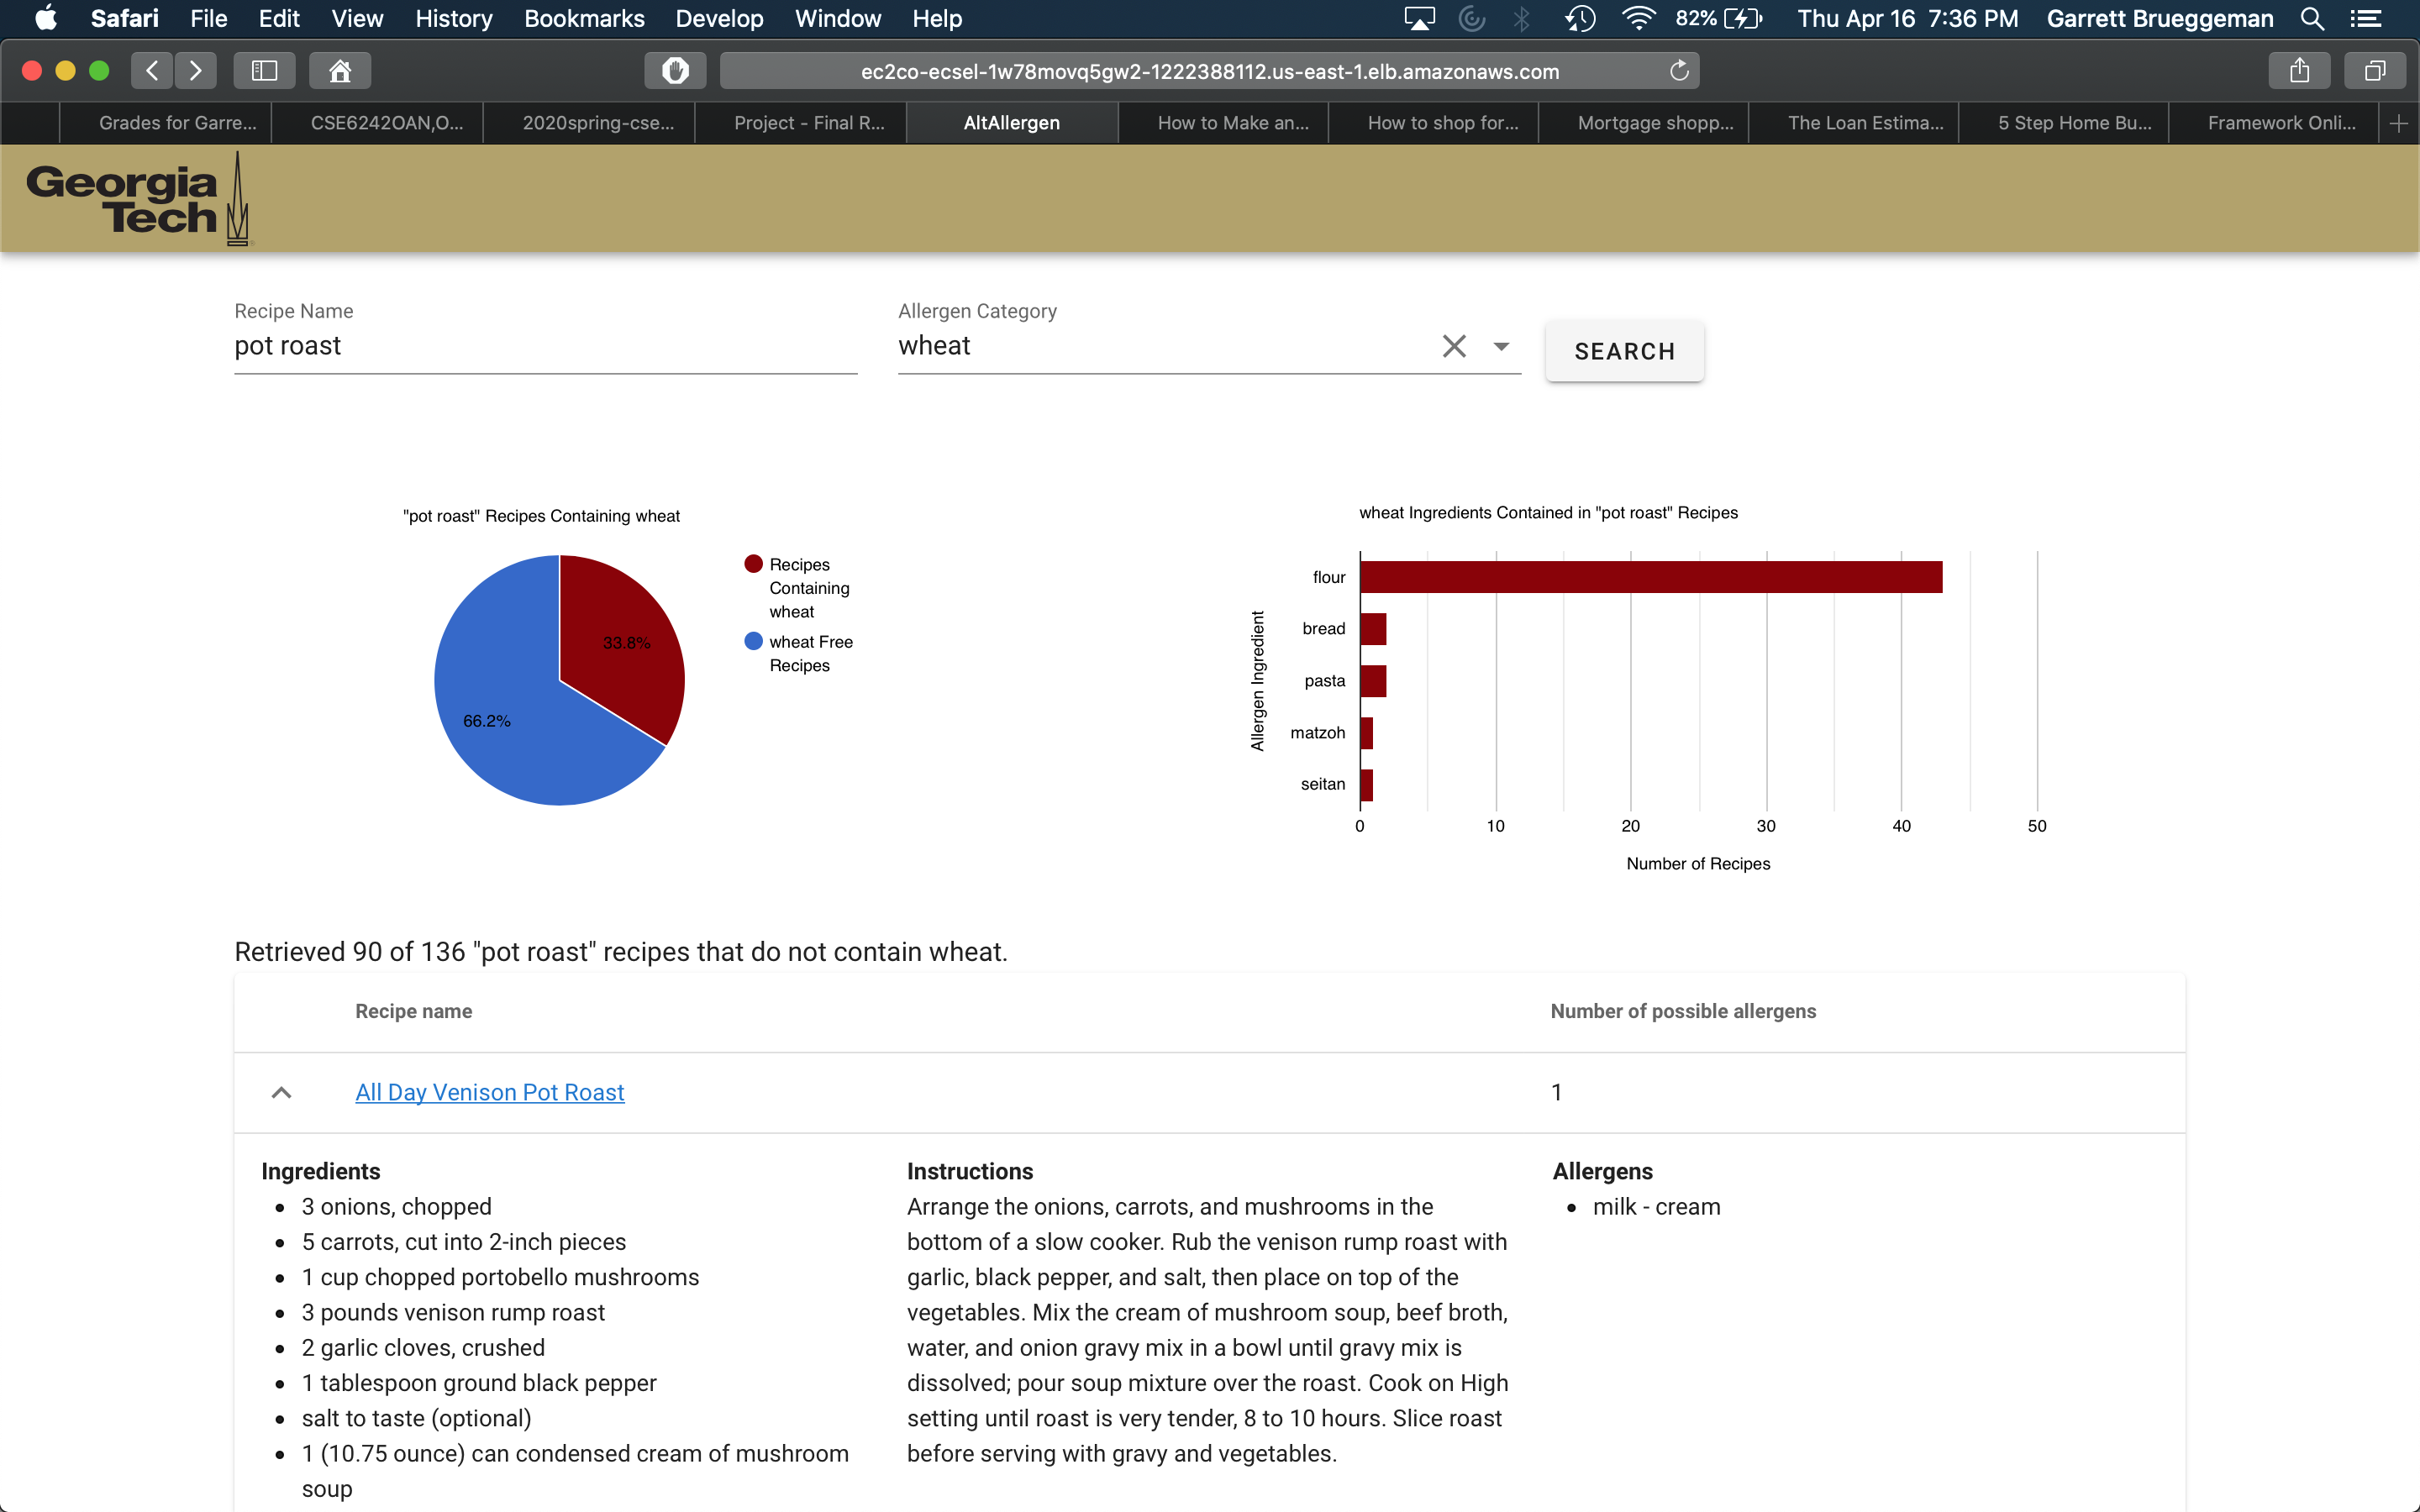 Safari File Edit View History Bookmarks Develop Window Help 82% Thu Apr 16 7:36 PM Garrett Brueggeman
ec2co-ecsel-1w78movq5gw2-1222388112.us-east-1.elb.amazonaws.com
Grades for Garre... CSE6242OAN,O... 2020spring-cse... Project - Final R... AltAllergen How to Make an... How to shop for... Mortgage shopp... The Loan Estima... 5 Step Home Bu... Framework Onli...
Georgia
Tech
Recipe Name
pot roast
Allergen Category
wheat
SEARCH
"pot roast" Recipes Containing wheat
Recipes
Containing
wheat
wheat Free
Recipes
33.8%
66.2%
wheat Ingredients Contained in "pot roast" Recipes
Allergen Ingredient
flour
bread
pasta
matzoh
seitan
0 10 20 30 40 50
Number of Recipes
Retrieved 90 of 136 "pot roast" recipes that do not contain wheat.
Recipe name Number of possible allergens
All Day Venison Pot Roast 1
Ingredients
3 onions, chopped
5 carrots, cut into 2-inch pieces
1 cup chopped portobello mushrooms
3 pounds venison rump roast
2 garlic cloves, crushed
1 tablespoon ground black pepper
salt to taste (optional)
1 (10.75 ounce) can condensed cream of mushroom
soup
Instructions
Arrange the onions, carrots, and mushrooms in the
bottom of a slow cooker. Rub the venison rump roast with
garlic, black pepper, and salt, then place on top of the
vegetables. Mix the cream of mushroom soup, beef broth,
water, and onion gravy mix in a bowl until gravy mix is
dissolved; pour soup mixture over the roast. Cook on High
setting until roast is very tender, 8 to 10 hours. Slice roast
before serving with gravy and vegetables.
Allergens
milk - cream